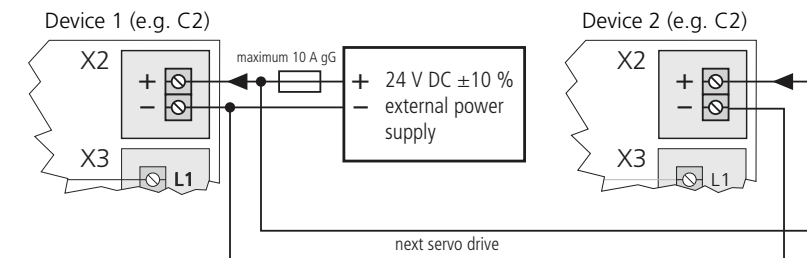 Device 1 (e.g. C2)
X2
+
−
X3
L1
maximum 10 A gG
+
−
24 V DC ±10 %
external power
supply
Device 2 (e.g. C2)
X2
+
−
X3
L1
next servo drive